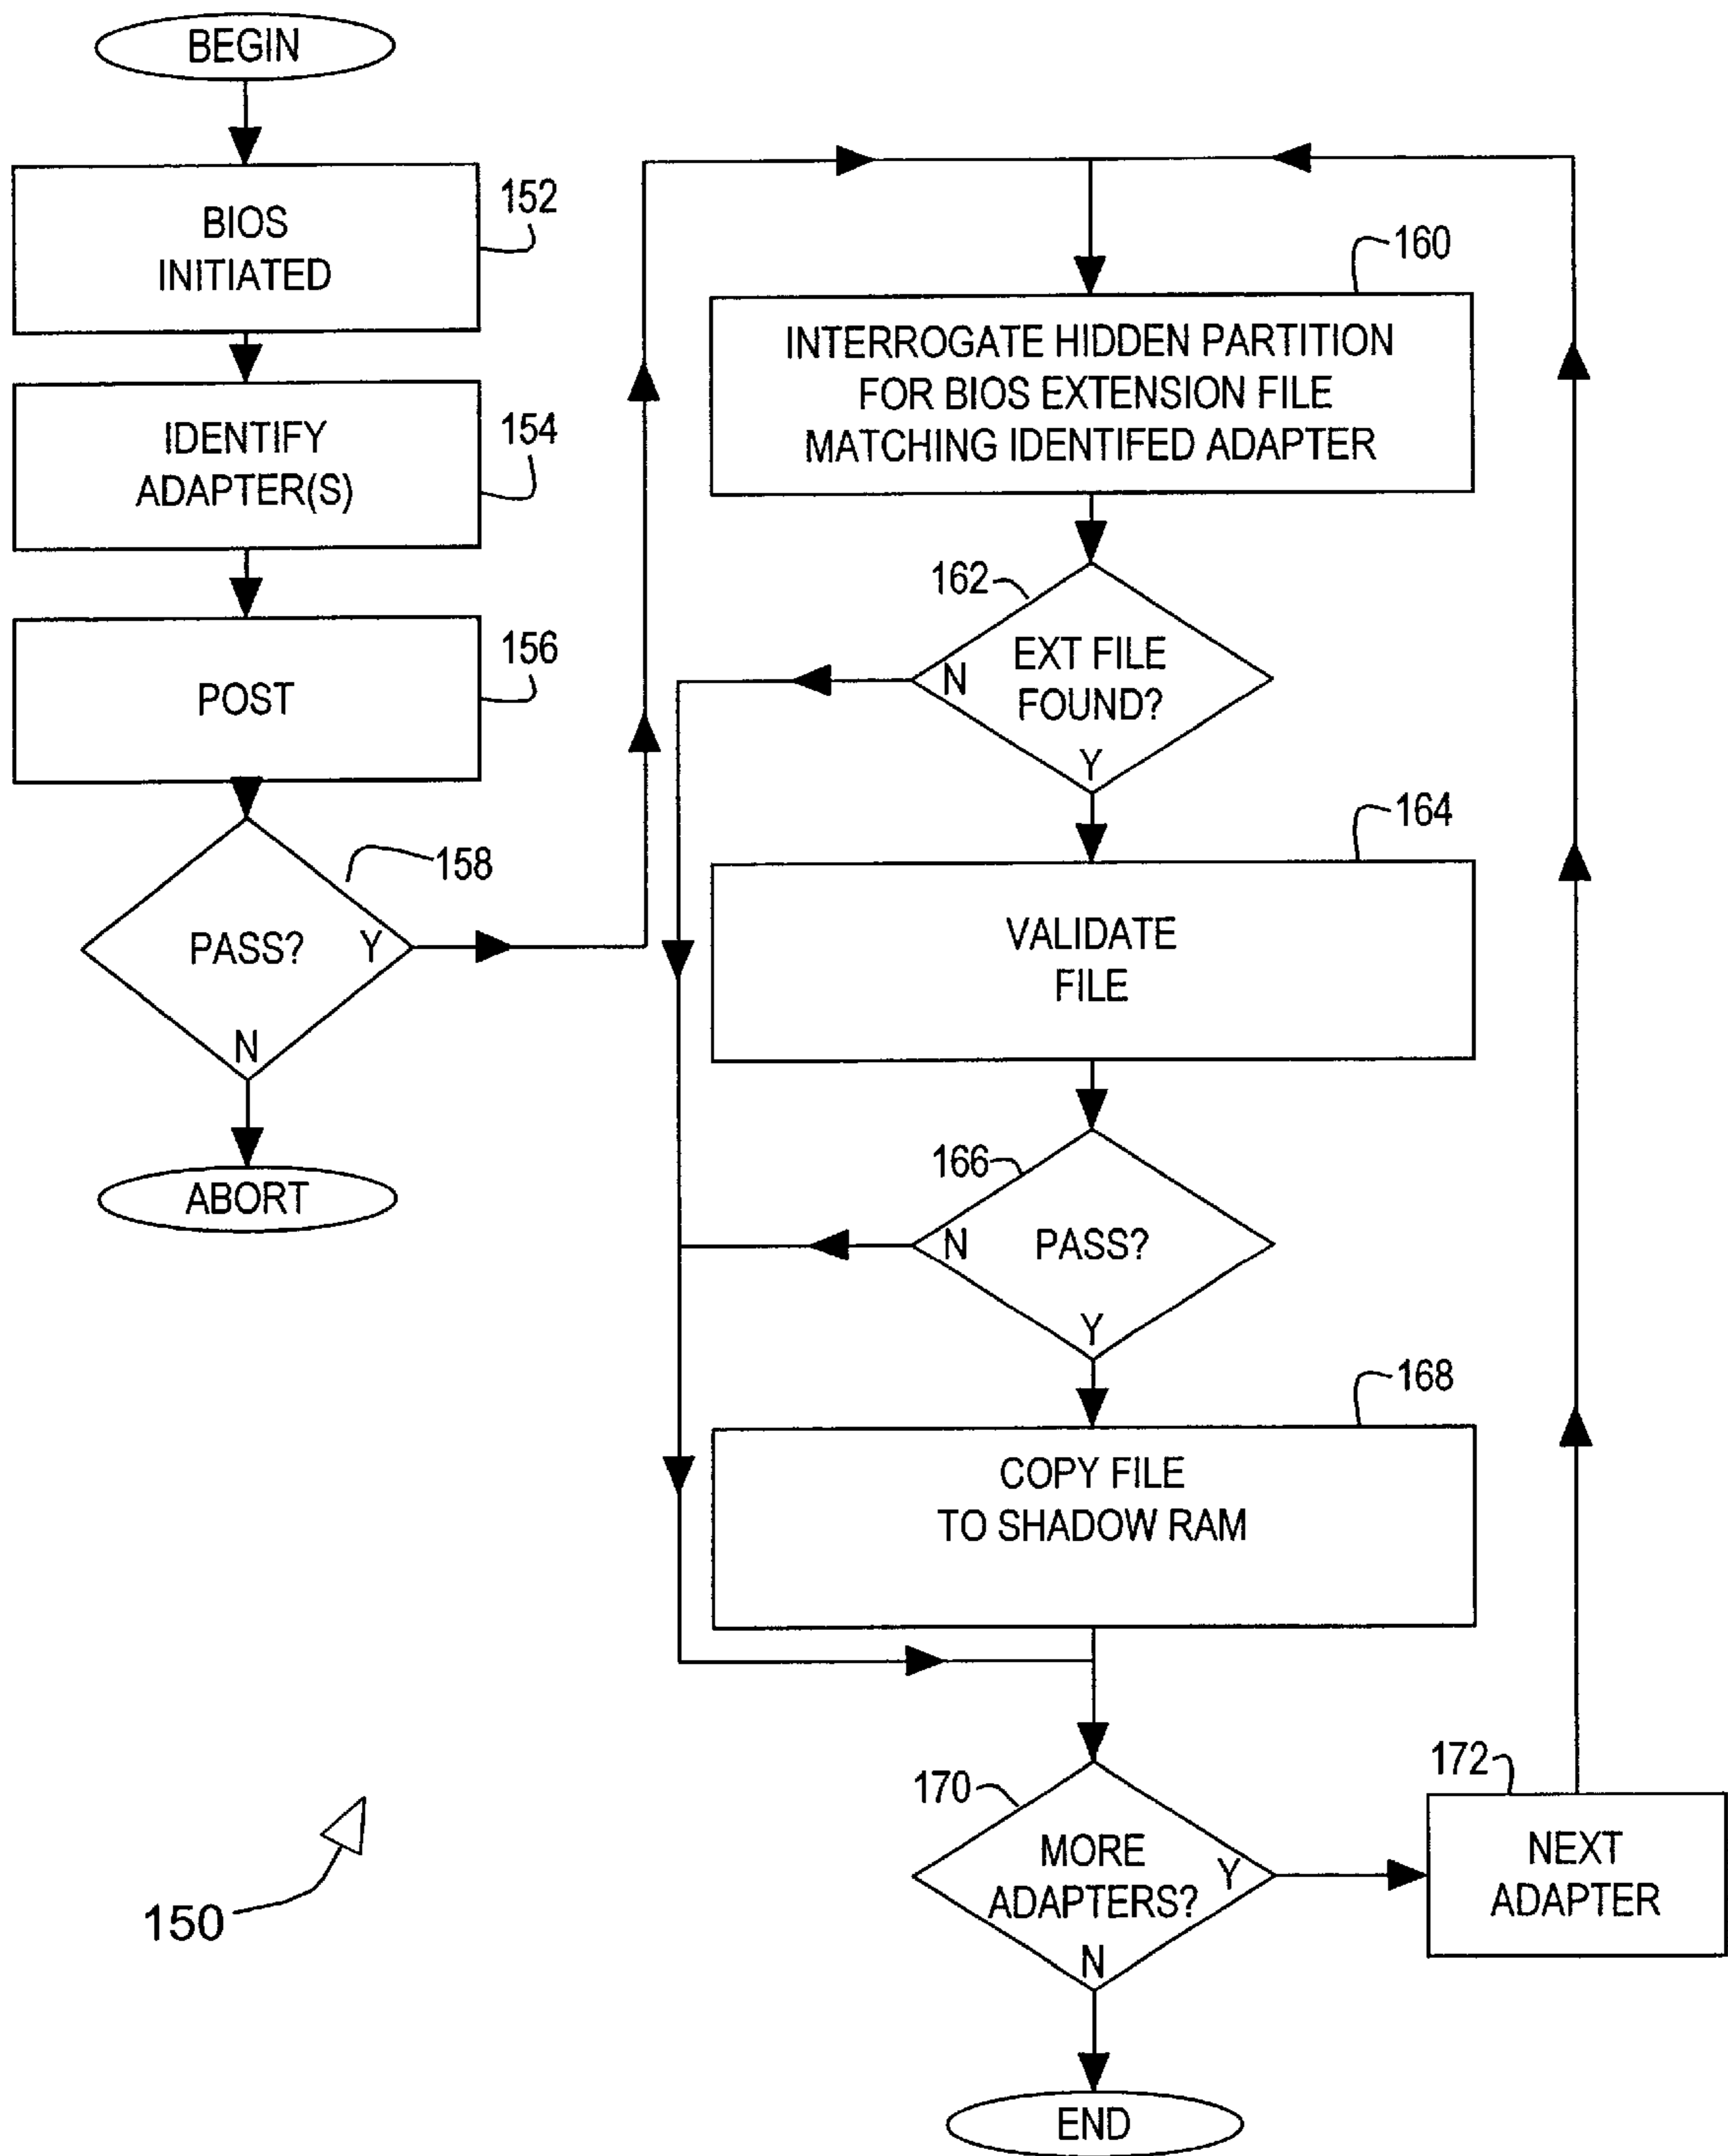 BEGIN
BIOS
INITIATED
152
IDENTIFY
ADAPTER(S)
154
POST
156
PASS?
Y
N
158
ABORT
160
INTERROGATE HIDDEN PARTITION
FOR BIOS EXTENSION FILE
MATCHING IDENTIFED ADAPTER
162
EXT FILE
FOUND?
N
Y
164
VALIDATE
FILE
166
PASS?
N
Y
168
COPY FILE
TO SHADOW RAM
170
MORE
ADAPTERS?
Y
N
172
NEXT
ADAPTER
END
150